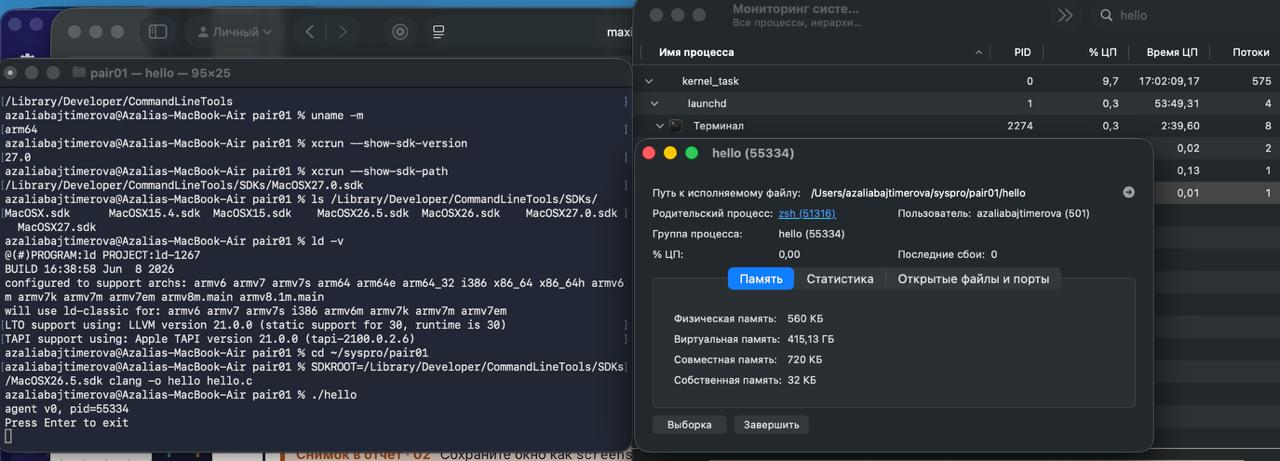 Личный
maxi
pair01 — hello — 95×25
[/Library/Developer/CommandLineTools ]
azaliabajtimerova@Azalias-MacBook-Air pair01 % uname -m
[arm64 ]
azaliabajtimerova@Azalias-MacBook-Air pair01 % xcrun --show-sdk-version
[27.0 ]
azaliabajtimerova@Azalias-MacBook-Air pair01 % xcrun --show-sdk-path
[/Library/Developer/CommandLineTools/SDKs/MacOSX27.0.sdk ]
azaliabajtimerova@Azalias-MacBook-Air pair01 % ls /Library/Developer/CommandLineTools/SDKs/
[MacOSX.sdk MacOSX15.4.sdk MacOSX15.sdk MacOSX26.5.sdk MacOSX26.sdk MacOSX27.0.sdk ]
MacOSX27.sdk
azaliabajtimerova@Azalias-MacBook-Air pair01 % ld -v
@(#)PROGRAM:ld PROJECT:ld-1267
BUILD 16:38:58 Jun 8 2026
configured to support archs: armv6 armv7 armv7s arm64 arm64e arm64_32 i386 x86_64 x86_64h armv6
m armv7k armv7m armv7em armv8m.main armv8.1m.main
will use ld-classic for: armv6 armv7 armv7s i386 armv6m armv7k armv7m armv7em
[LTO support using: LLVM version 21.0.0 (static support for 30, runtime is 30) ]
[TAPI support using: Apple TAPI version 21.0.0 (tapi-2100.0.2.6) ]
azaliabajtimerova@Azalias-MacBook-Air pair01 % cd ~/syspro/pair01
[azaliabajtimerova@Azalias-MacBook-Air pair01 % SDKROOT=/Library/Developer/CommandLineTools/SDKs]
/MacOSX26.5.sdk clang -o hello hello.c
azaliabajtimerova@Azalias-MacBook-Air pair01 % ./hello
agent v0, pid=55334
Press Enter to exit
Снимок в отчёт · 02 Сохраните окно как screens
Мониторинг систе…
Все процессы, иерархи…
hello
Имя процесса PID % ЦП Время ЦП Потоки
kernel_task 0 9,7 17:02:09,17 575
launchd 1 0,3 53:49,31 4
Терминал 2274 0,3 2:39,60 8
0,02 2
0,13 1
0,01 1
hello (55334)
Путь к исполняемому файлу: /Users/azaliabajtimerova/syspro/pair01/hello
Родительский процесс: zsh (51316) Пользователь: azaliabajtimerova (501)
Группа процесса: hello (55334)
% ЦП: 0,00 Последние сбои: 0
Память Статистика Открытые файлы и порты
Физическая память: 560 КБ
Виртуальная память: 415,13 ГБ
Совместная память: 720 КБ
Собственная память: 32 КБ
Выборка Завершить